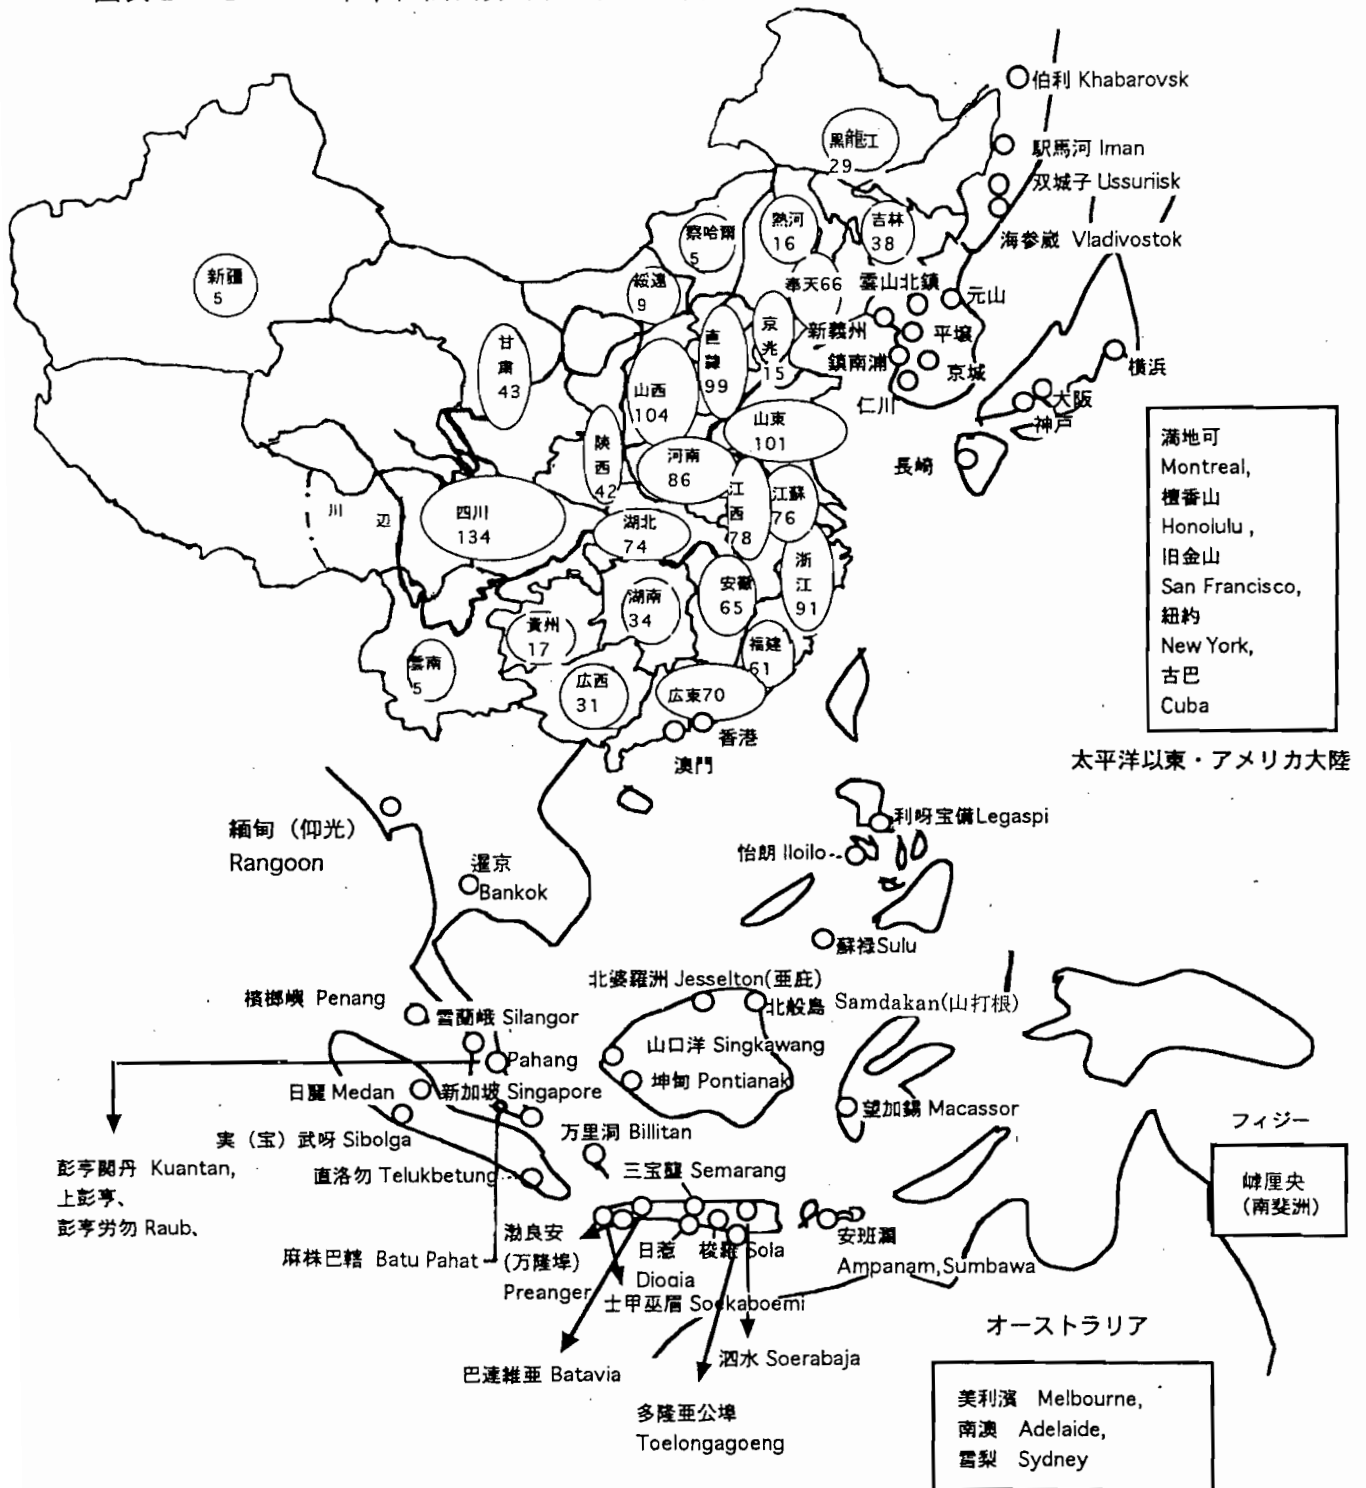 伯利 Khabarovsk
黒龍江
29
駅馬河 Iman
双城子 Ussuriisk
海参崴 Vladivostok
察哈爾
5
熱河
16
吉林
38
新疆
5
綏遠
9
奉天66
雲山北鎮
元山
甘
粛
43
直
隷
99
京
兆
15
新義州
平壌
鎮南浦
京城
仁川
横浜
大阪
神戸
長崎
山西
104
山東
101
陝
西
42
河南
86
江
西
78
江蘇
76
川
辺
四川
134
湖北
74
浙
江
91
安徽
65
湖南
34
貴州
17
福建
61
雲南
5
広西
31
広東70
香港
澳門
満地可
Montreal,
檀香山
Honolulu ,
旧金山
San Francisco,
紐約
New York,
古巴
Cuba
太平洋以東・アメリカ大陸
緬甸（仰光）
Rangoon
暹京
Bankok
利呀宝備Legaspi
怡朗 Iloilo
蘇禄Sulu
北婆羅洲 Jesselton(亜庇)
北般島 Samdakan(山打根)
檳榔嶼 Penang
雪蘭峨 Silangor
Pahang
山口洋 Singkawang
坤甸 Pontianak
日麗 Medan
新加坡 Singapore
望加錫 Macassor
実（宝）武呀 Sibolga
万里洞 Billitan
彭亨関丹 Kuantan,
上彭亨、
彭亨労勿 Raub、
直洛勿 Telukbetung
三宝壟 Semarang
フィジー
嶂厘央
（南斐洲）
麻株巴轄 Batu Pahat
渤良安
(万隆埠)
Preanger
日惹
Diogia
梭羅 Sola
士甲巫眉 Soekaboemi
安班瀾
Ampanam,Sumbawa
巴達維亜 Batavia
泗水 Soerabaja
多隆亜公埠
Toelongagoeng
オーストラリア
美利濱 Melbourne,
南澳 Adelaide,
雪梨 Sydney